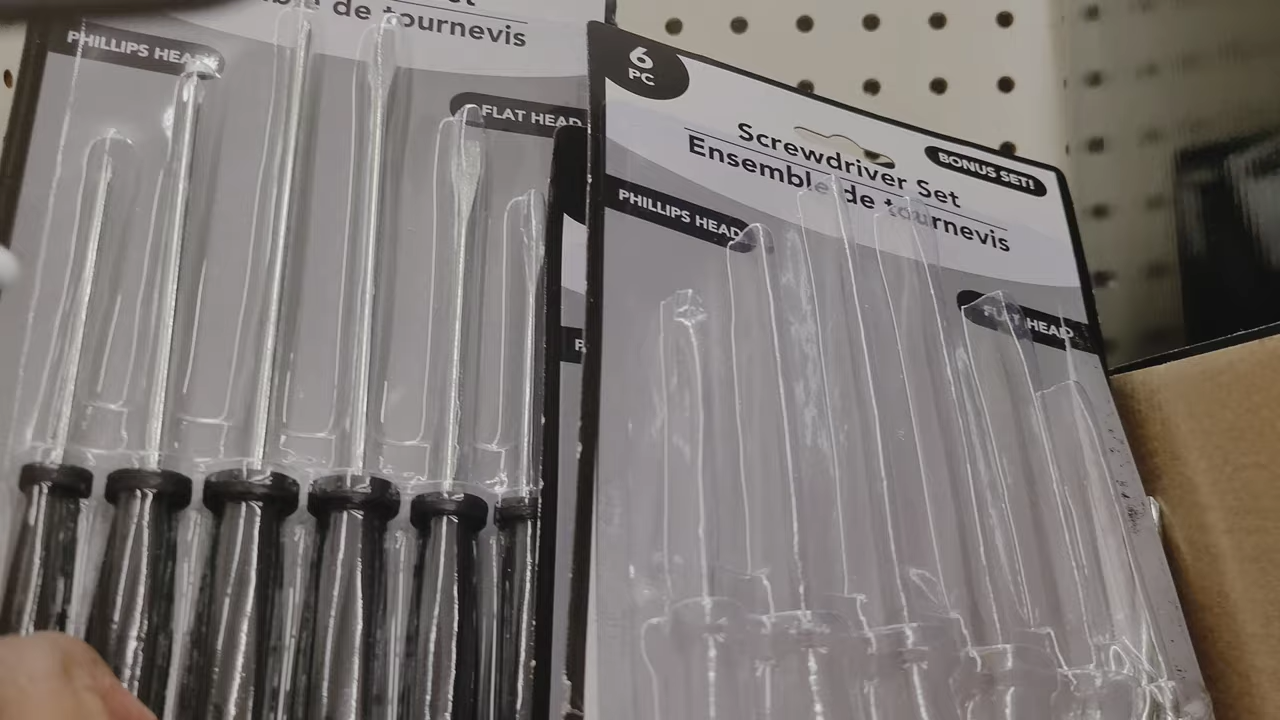 de tournevis
PHILLIPS HEAD
FLAT HEAD
6
PC
Screwdriver Set
Ensemble de tournevis
BONUS SET!
PHILLIPS HEAD
FLAT HEAD